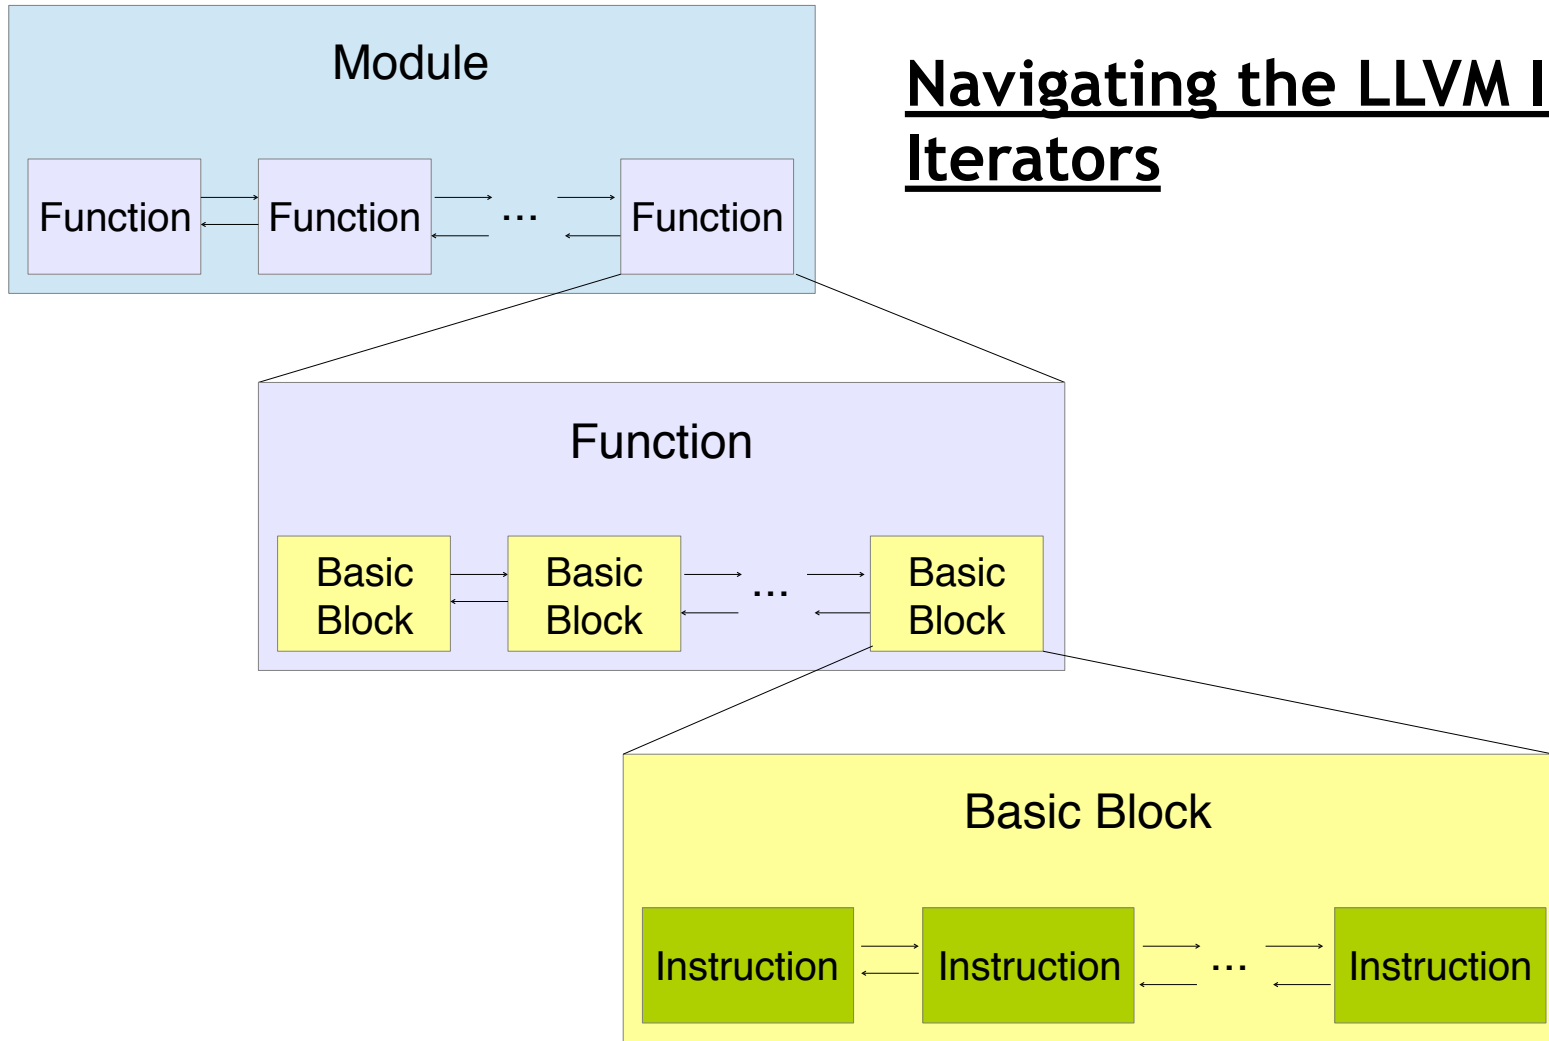 Module
Navigating the LLVM I
Iterators
Function Function ... Function
Function
Basic Basic ... Basic
Block Block Block
Basic Block
Instruction Instruction ... Instruction